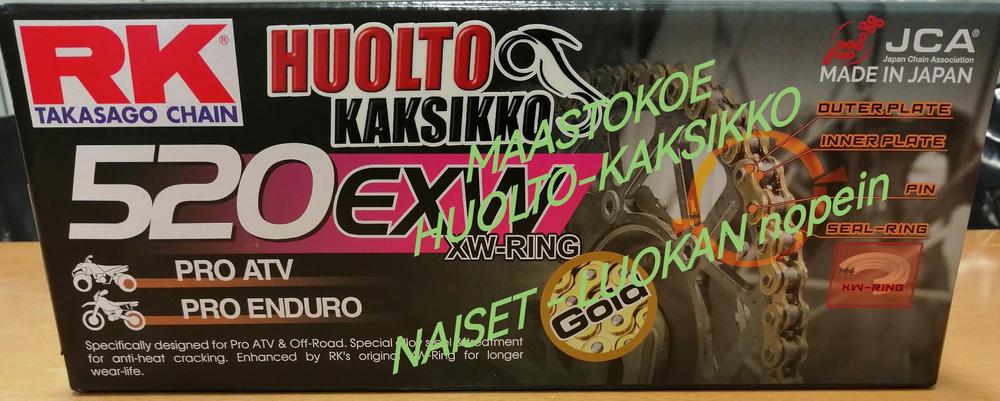 RK®
TAKASAGO CHAIN
HUOLTO
KAKSIKKO
JCA®
Japan Chain Association
MADE IN JAPAN
520 EXW
XW-RING
MAASTOKOE
HUOLTO-KAKSIKKO
NAISET - LUOKAN nopein
OUTER PLATE
INNER PLATE
PIN
SEAL-RING
XW-RING
Gold
PRO ATV
PRO ENDURO
Specifically designed for Pro ATV & Off-Road. Special alloy steel & treatment
for anti-heat cracking. Enhanced by RK's original XW-Ring for longer
wear-life.